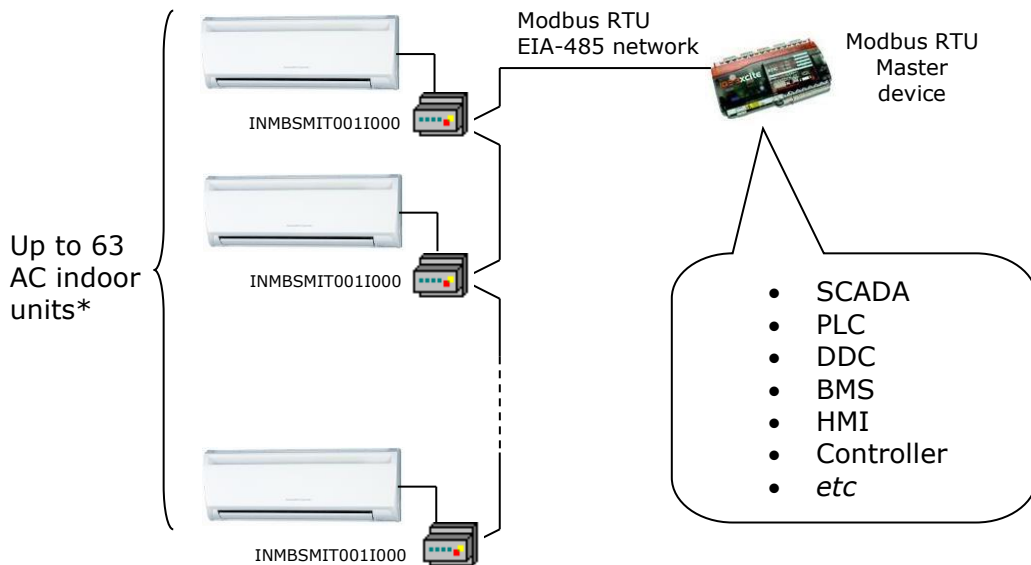 Modbus RTU
EIA-485 network
Modbus RTU
Master
device
INMBSMIT001I000
INMBSMIT001I000
Up to 63
AC indoor
units*
• SCADA
• PLC
• DDC
• BMS
• HMI
• Controller
• etc
INMBSMIT001I000